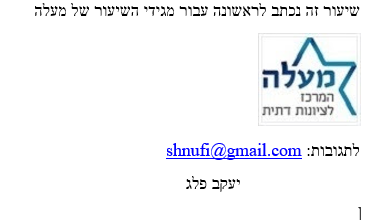 שיעור זה נכתב לראשונה עבור מגידי השיעור של מעלה
מעלה
המרכז
לציונות דתית
לתגובות: shnufi@gmail.com
יעקב פלג